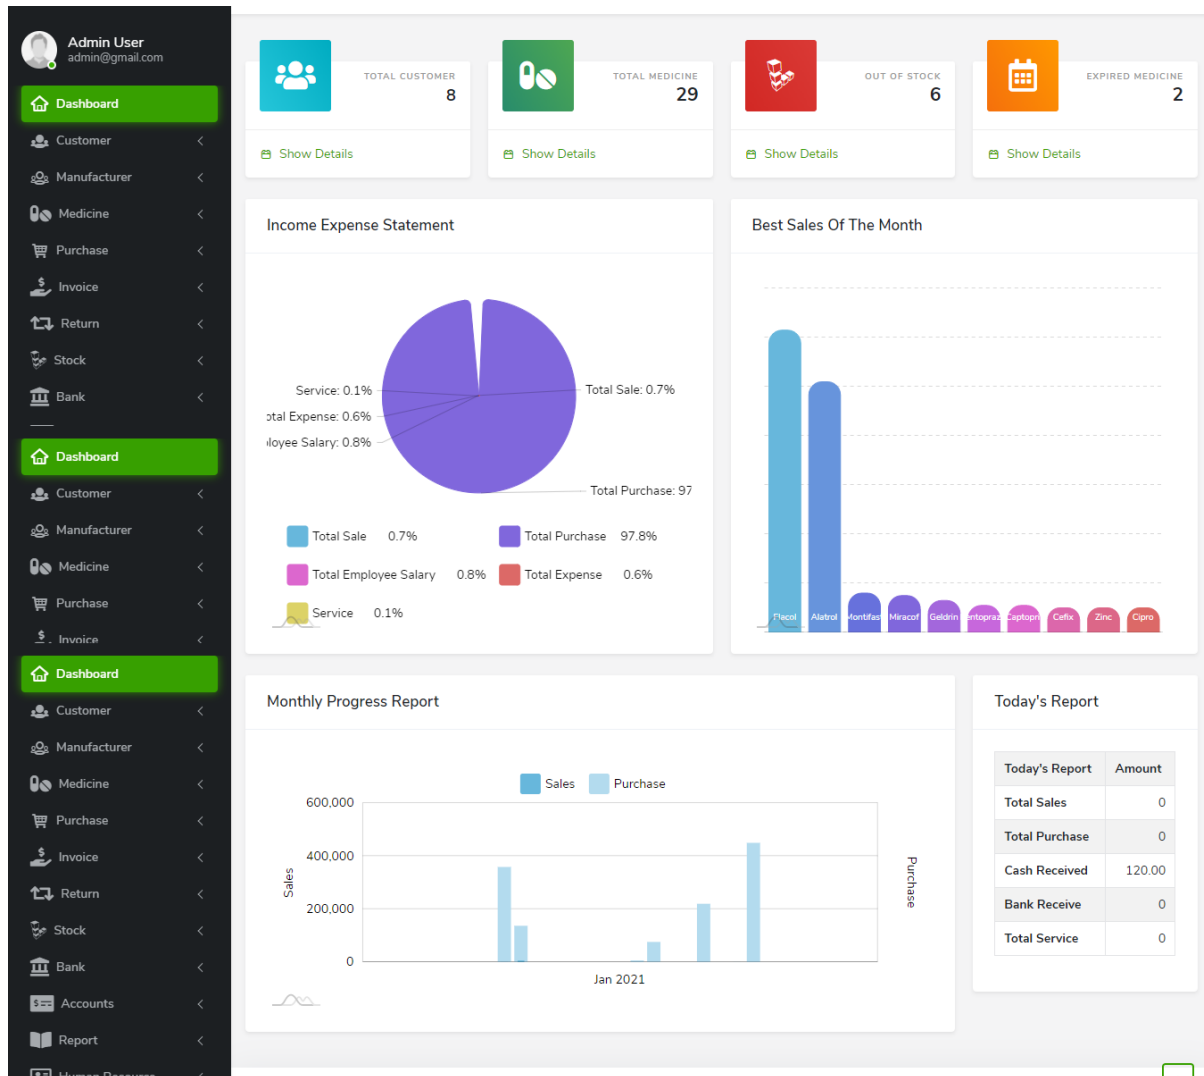 Admin User
admin@gmail.com
Dashboard
Customer
Manufacturer
Medicine
Purchase
Invoice
Return
Stock
Bank
Dashboard
Customer
Manufacturer
Medicine
Purchase
Invoice
Dashboard
Customer
Manufacturer
Medicine
Purchase
Invoice
Return
Stock
Bank
Accounts
Report
Human Resource
TOTAL CUSTOMER
8
Show Details
TOTAL MEDICINE
29
Show Details
OUT OF STOCK
6
Show Details
EXPIRED MEDICINE
2
Show Details
Income Expense Statement
Service: 0.1%
otal Expense: 0.6%
loyee Salary: 0.8%
Total Sale: 0.7%
Total Purchase: 97
Total Sale 0.7%
Total Purchase 97.8%
Total Employee Salary 0.8%
Total Expense 0.6%
Service 0.1%
Best Sales Of The Month
Flacol Alatrol Montifast Miracof Geldrin entopraz Captopri Cefix Zinc Cipro
Monthly Progress Report
Sales Purchase
600,000
400,000
200,000
0
Sales
Purchase
Jan 2021
Today's Report
Today's Report Amount
Total Sales 0
Total Purchase 0
Cash Received 120.00
Bank Receive 0
Total Service 0